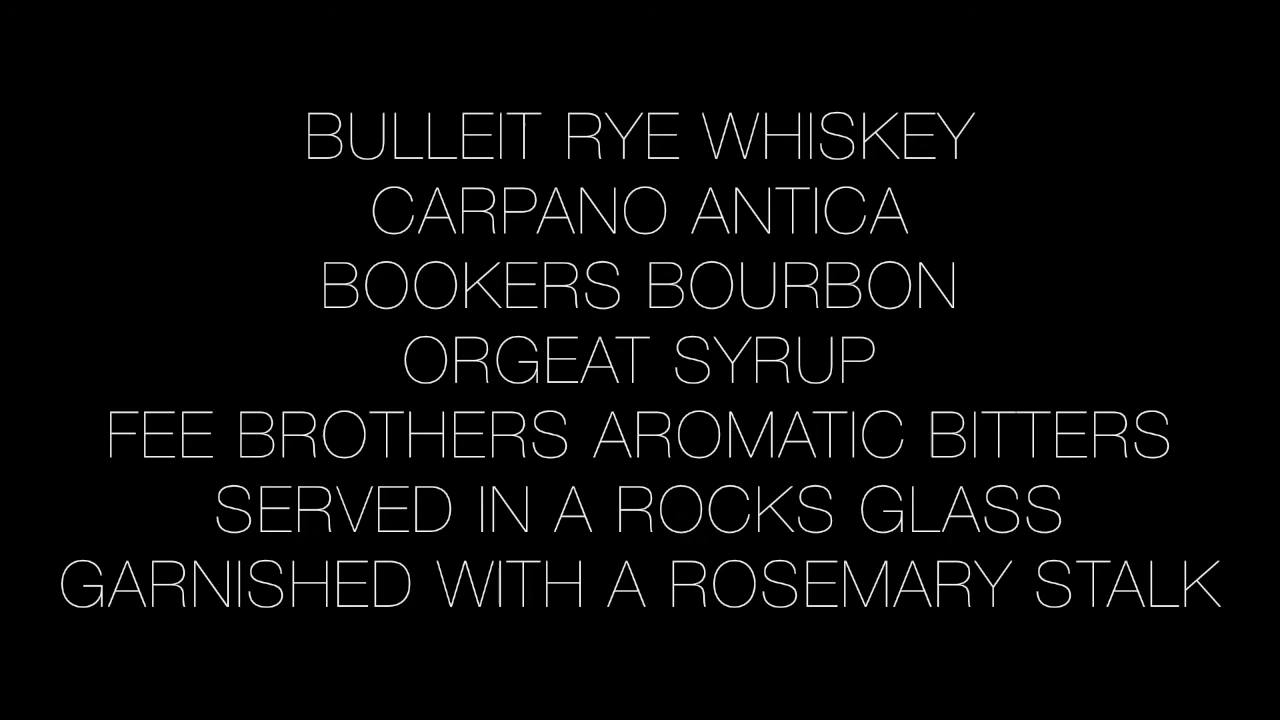 BULLEIT RYE WHISKEY
CARPANO ANTICA
BOOKERS BOURBON
ORGEAT SYRUP
FEE BROTHERS AROMATIC BITTERS
SERVED IN A ROCKS GLASS
GARNISHED WITH A ROSEMARY STALK